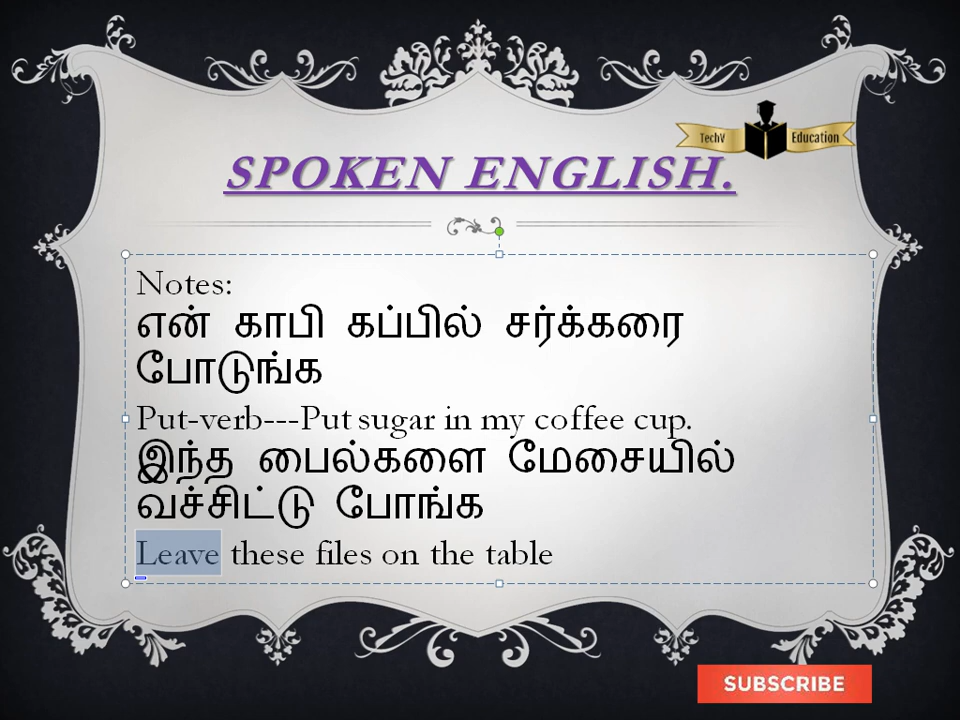 TechV Education
SPOKEN ENGLISH.
Notes:
என் காபி கப்பில் சர்க்கரை
போடுங்க
Put-verb---Put sugar in my coffee cup.
இந்த பைல்களை மேசையில்
வச்சிட்டு போங்க
Leave these files on the table
SUBSCRIBE